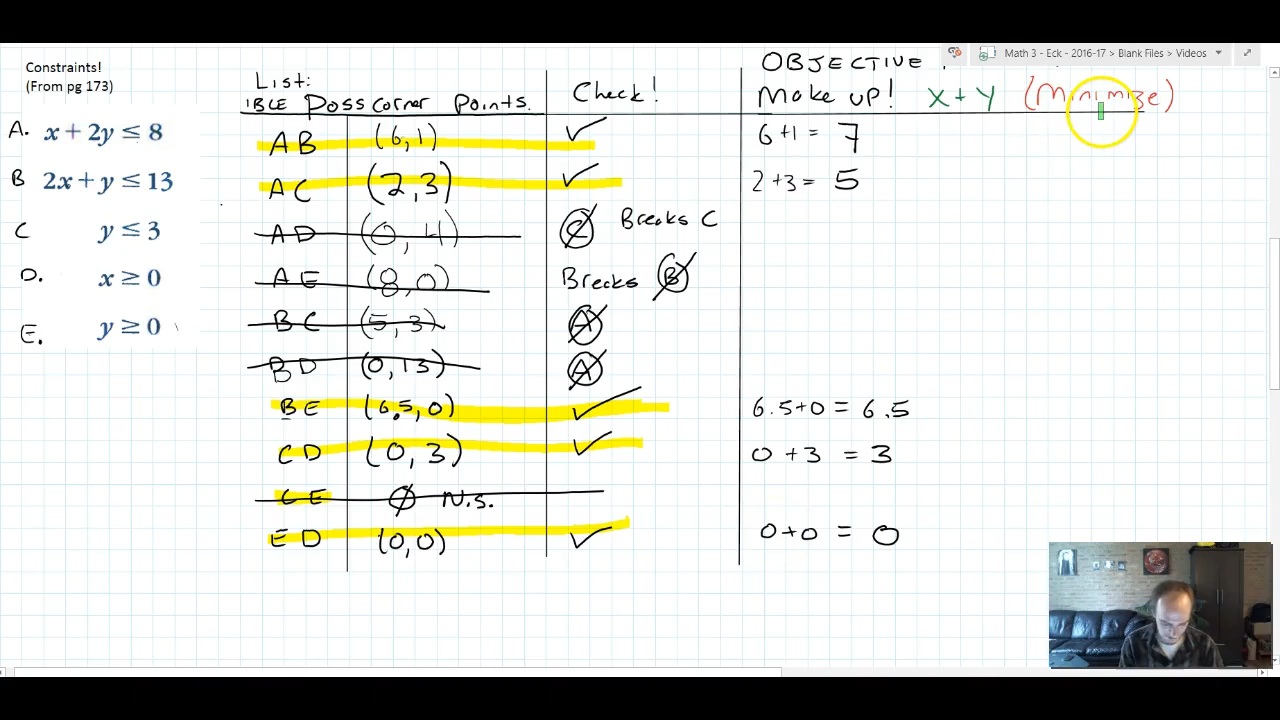 Math 3 - Eck - 2016-17 > Blank Files > Videos
Constraints!
(From pg 173)
A. x + 2y ≤ 8
B 2x + y ≤ 13
C y ≤ 3
D. x ≥ 0
E. y ≥ 0
List:
IBLE Poss Corner Points.
Check!
OBJECTIVE
Make up! x + y (Minimize)
AB (6,1) ✓ 6+1 = 7
AC (2,3) ✓ 2+3 = 5
AD (0,4) C Breaks C
AE (8,0) Breaks B
BC (5,3) A
BD (0,13) A
BE (6.5,0) ✓ 6.5+0 = 6.5
CD (0,3) ✓ 0+3 = 3
CE ∅ N.S.
ED (0,0) ✓ 0+0 = 0